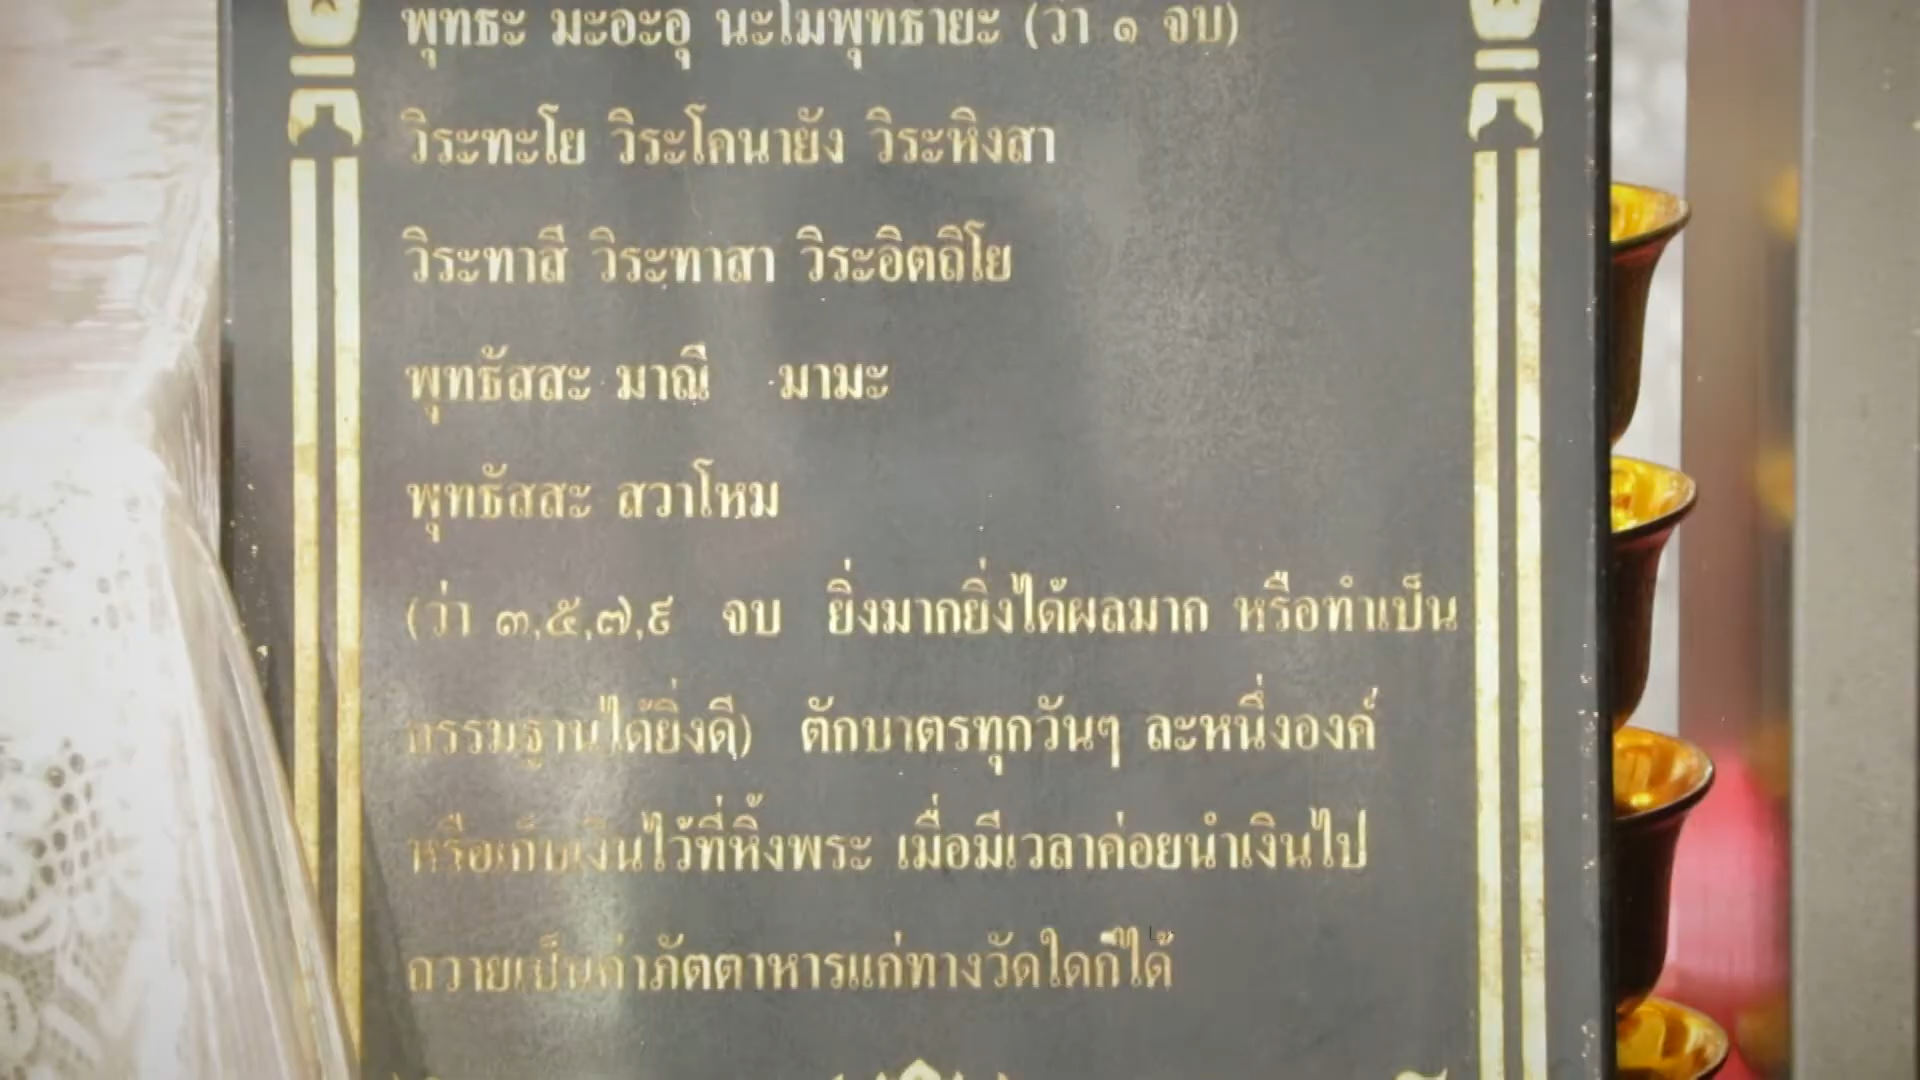 พุทธะ มะอะอุ นะโมพุทธายะ (ว่า ๑ จบ)
วิระทะโย วิระโคนายัง วิระหิงสา
วิระทาสี วิระทาสา วิระอิตถิโย
พุทธัสสะ มาณี มามะ
พุทธัสสะ สวาโหม
(ว่า ๓,๕,๗,๙ จบ ยิ่งมากยิ่งได้ผลมาก หรือทำเป็น
กรรมฐานได้ยิ่งดี) ตักบาตรทุกวันๆ ละหนึ่งองค์
หรือเก็บเงินไว้ที่หิ้งพระ เมื่อมีเวลาค่อยนำเงินไป
ถวายเป็นค่าภัตตาหารแก่ทางวัดใดก็ได้